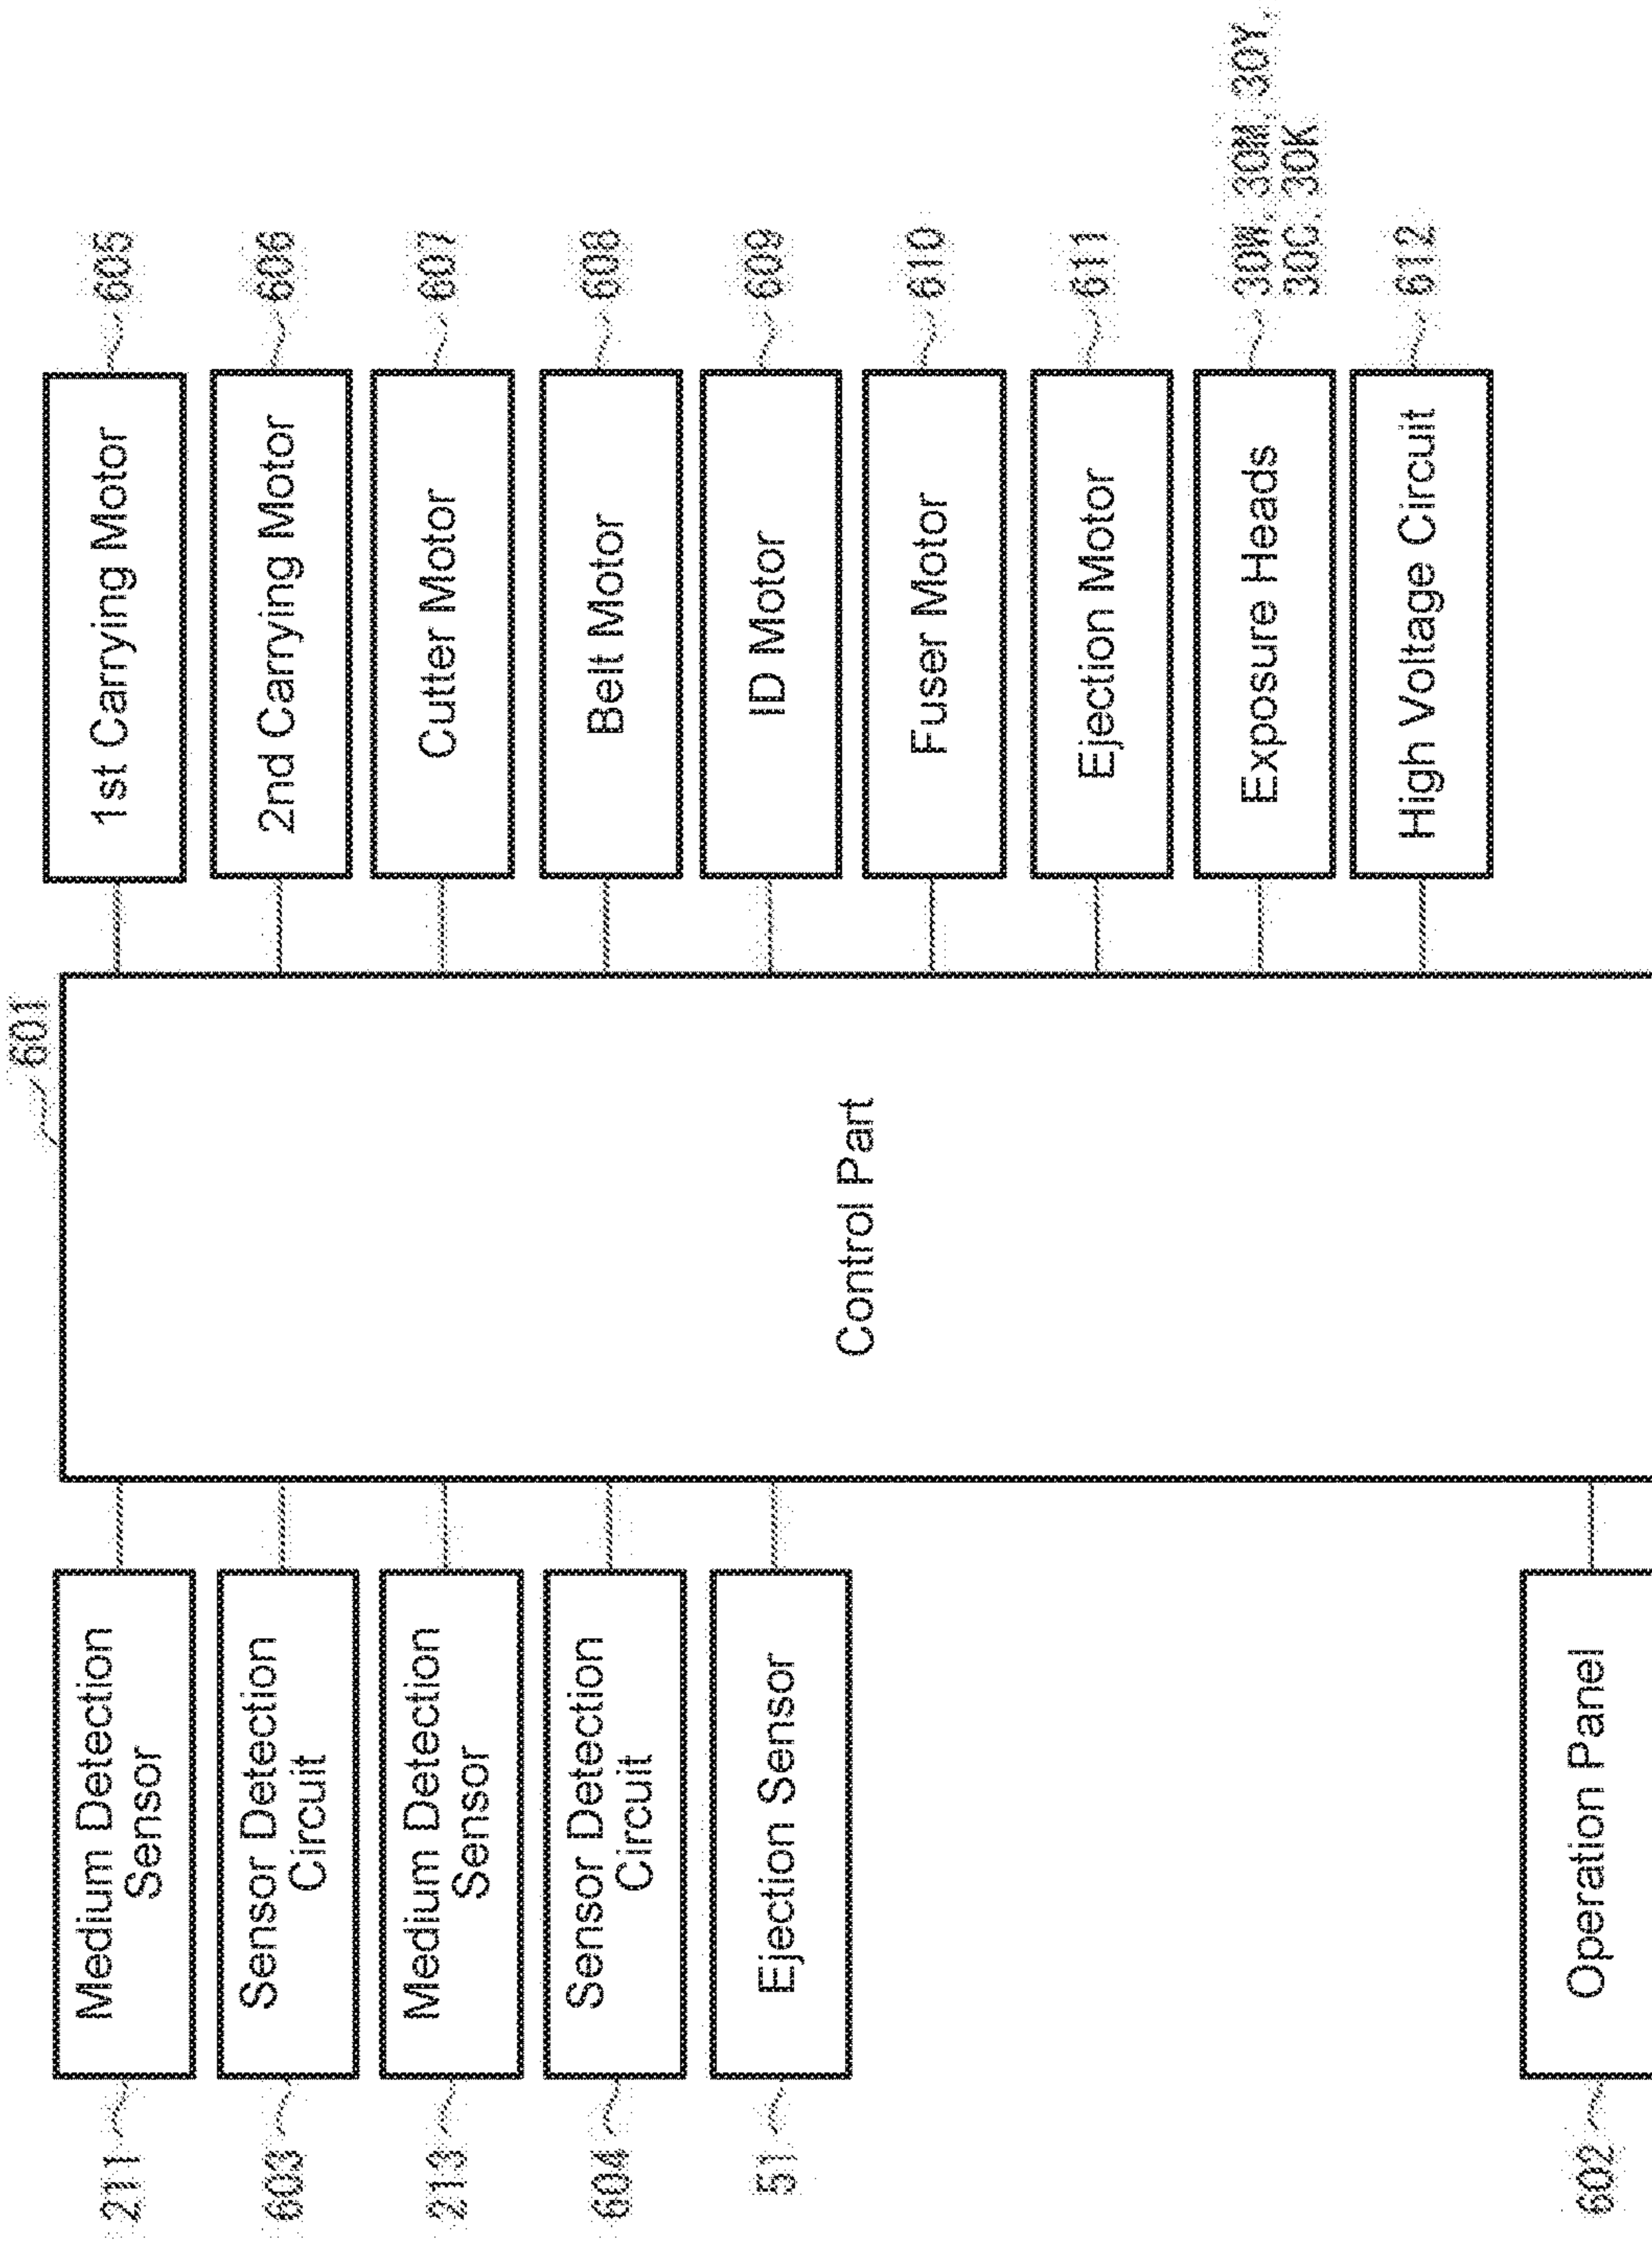 601
211
Medium Detection
Sensor
603
Sensor Detection
Circuit
213
Medium Detection
Sensor
604
Sensor Detection
Circuit
51
Ejection Sensor
602
Operation Panel
Control Part
1st Carrying Motor
605
2nd Carrying Motor
606
Cutter Motor
607
Belt Motor
608
ID Motor
609
Fuser Motor
610
Ejection Motor
611
Exposure Heads
30W, 30M, 30Y,
30C, 30K
High Voltage Circuit
612